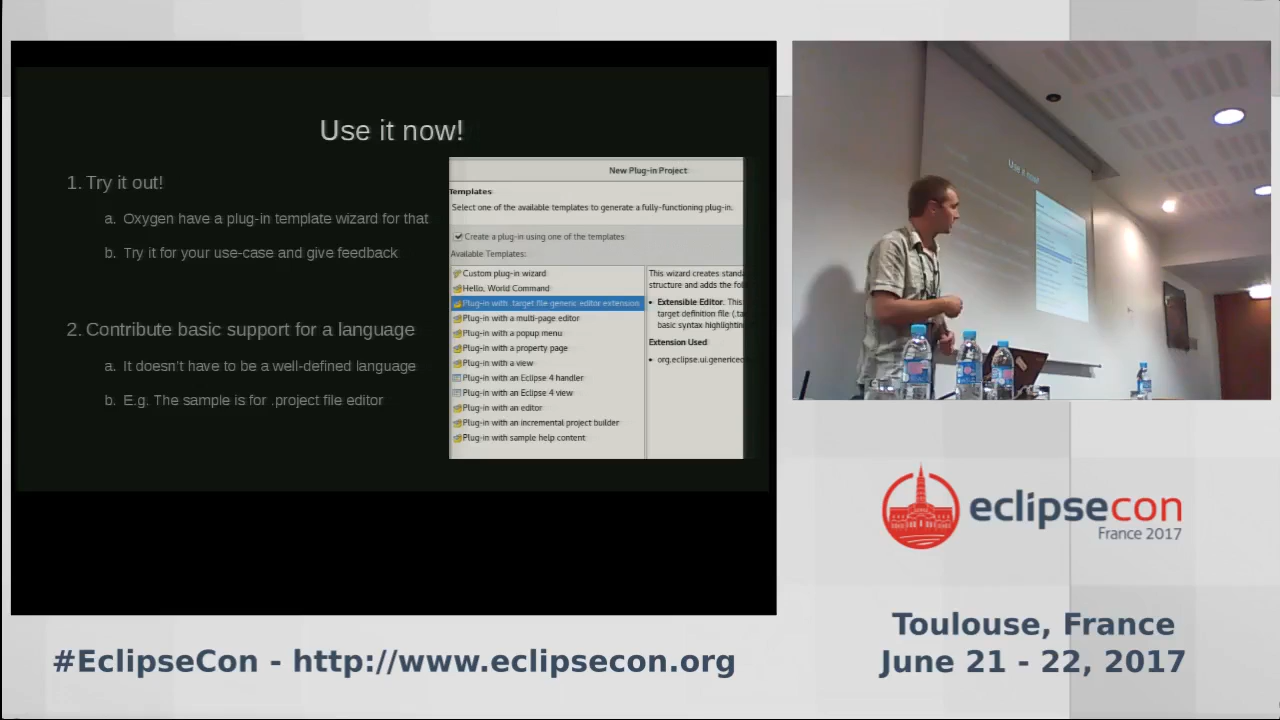 Use it now!
1. Try it out!
a. Oxygen have a plug-in template wizard for that
b. Try it for your use-case and give feedback
2. Contribute basic support for a language
a. It doesn't have to be a well-defined language
b. E.g. The sample is for .project file editor
New Plug-in Project
Templates
Select one of the available templates to generate a fully-functioning plug-in.
Create a plug-in using one of the templates
Available Templates:
Custom plug-in wizard
Hello, World Command
Plug-in with .target file generic editor extension
Plug-in with a multi-page editor
Plug-in with a popup menu
Plug-in with a property page
Plug-in with a view
Plug-in with an Eclipse 4 handler
Plug-in with an Eclipse 4 view
Plug-in with an editor
Plug-in with an incremental project builder
Plug-in with sample help content
This wizard creates stand
structure and adds the fol
• Extensible Editor. This
target definition file (.ta
basic syntax highlightin
Extension Used
• org.eclipse.ui.genericed
Use it now!
eclipsecon
France 2017
Toulouse, France
June 21 - 22, 2017
#EclipseCon - http://www.eclipsecon.org